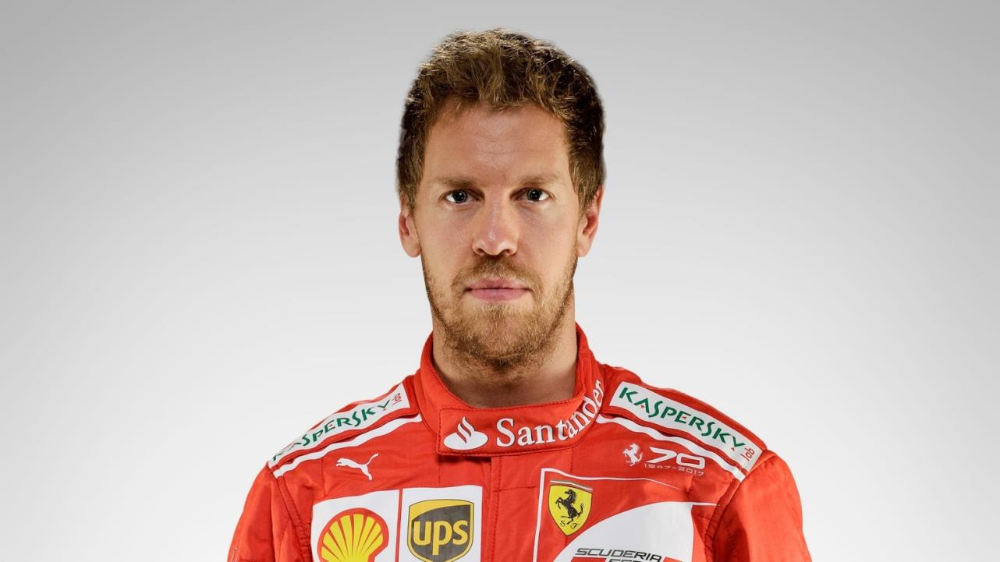 KASPERSKY lab
Santander
KASPERSKY lab
70
1947-2017
UPS
S F
SCUDERIA